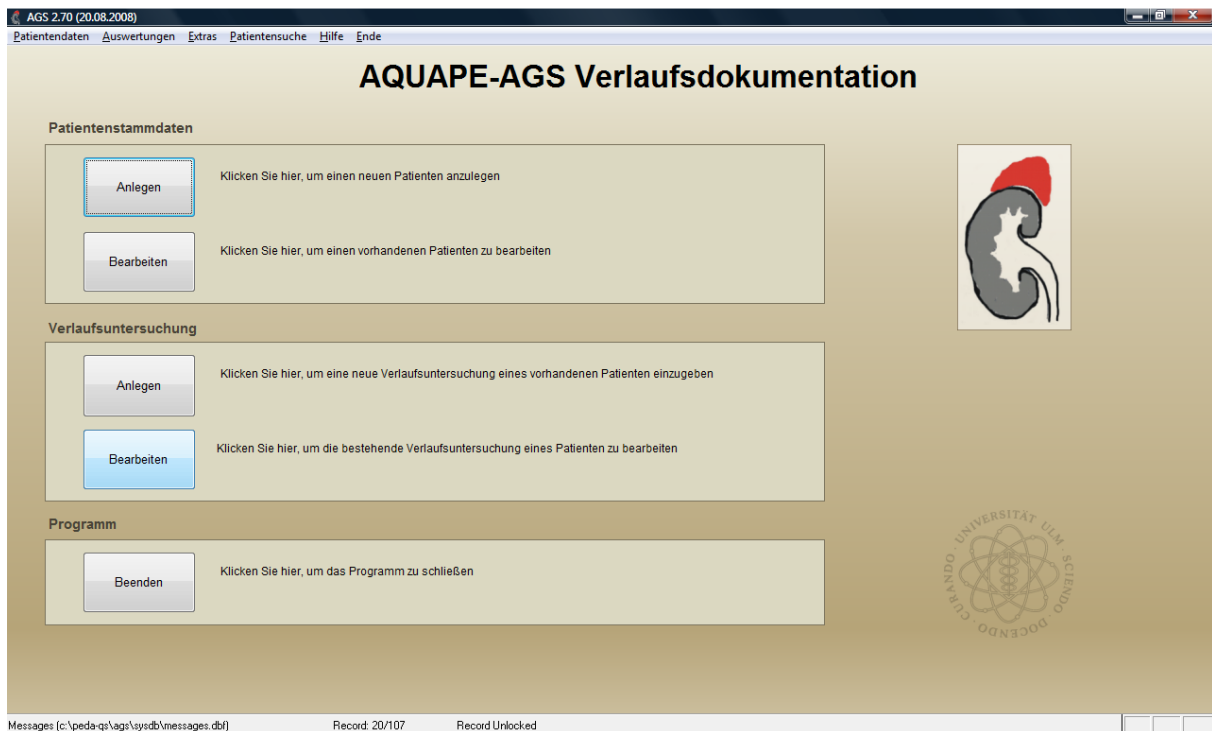 AGS 2.70 (20.08.2008)
Patientendaten Auswertungen Extras Patientensuche Hilfe Ende
AQUAPE-AGS Verlaufsdokumentation
Patientenstammdaten
Anlegen
Klicken Sie hier, um einen neuen Patienten anzulegen
Bearbeiten
Klicken Sie hier, um einen vorhandenen Patienten zu bearbeiten
Verlaufsuntersuchung
Anlegen
Klicken Sie hier, um eine neue Verlaufsuntersuchung eines vorhandenen Patienten einzugeben
Bearbeiten
Klicken Sie hier, um die bestehende Verlaufsuntersuchung eines Patienten zu bearbeiten
Programm
Beenden
Klicken Sie hier, um das Programm zu schließen
UNIVERSITÄT ULM · SCIENDO · DOCENDO · CURANDO ·
Messages (c:\peda-qs\ags\sysdb\messages.dbf) Record: 20/107 Record Unlocked